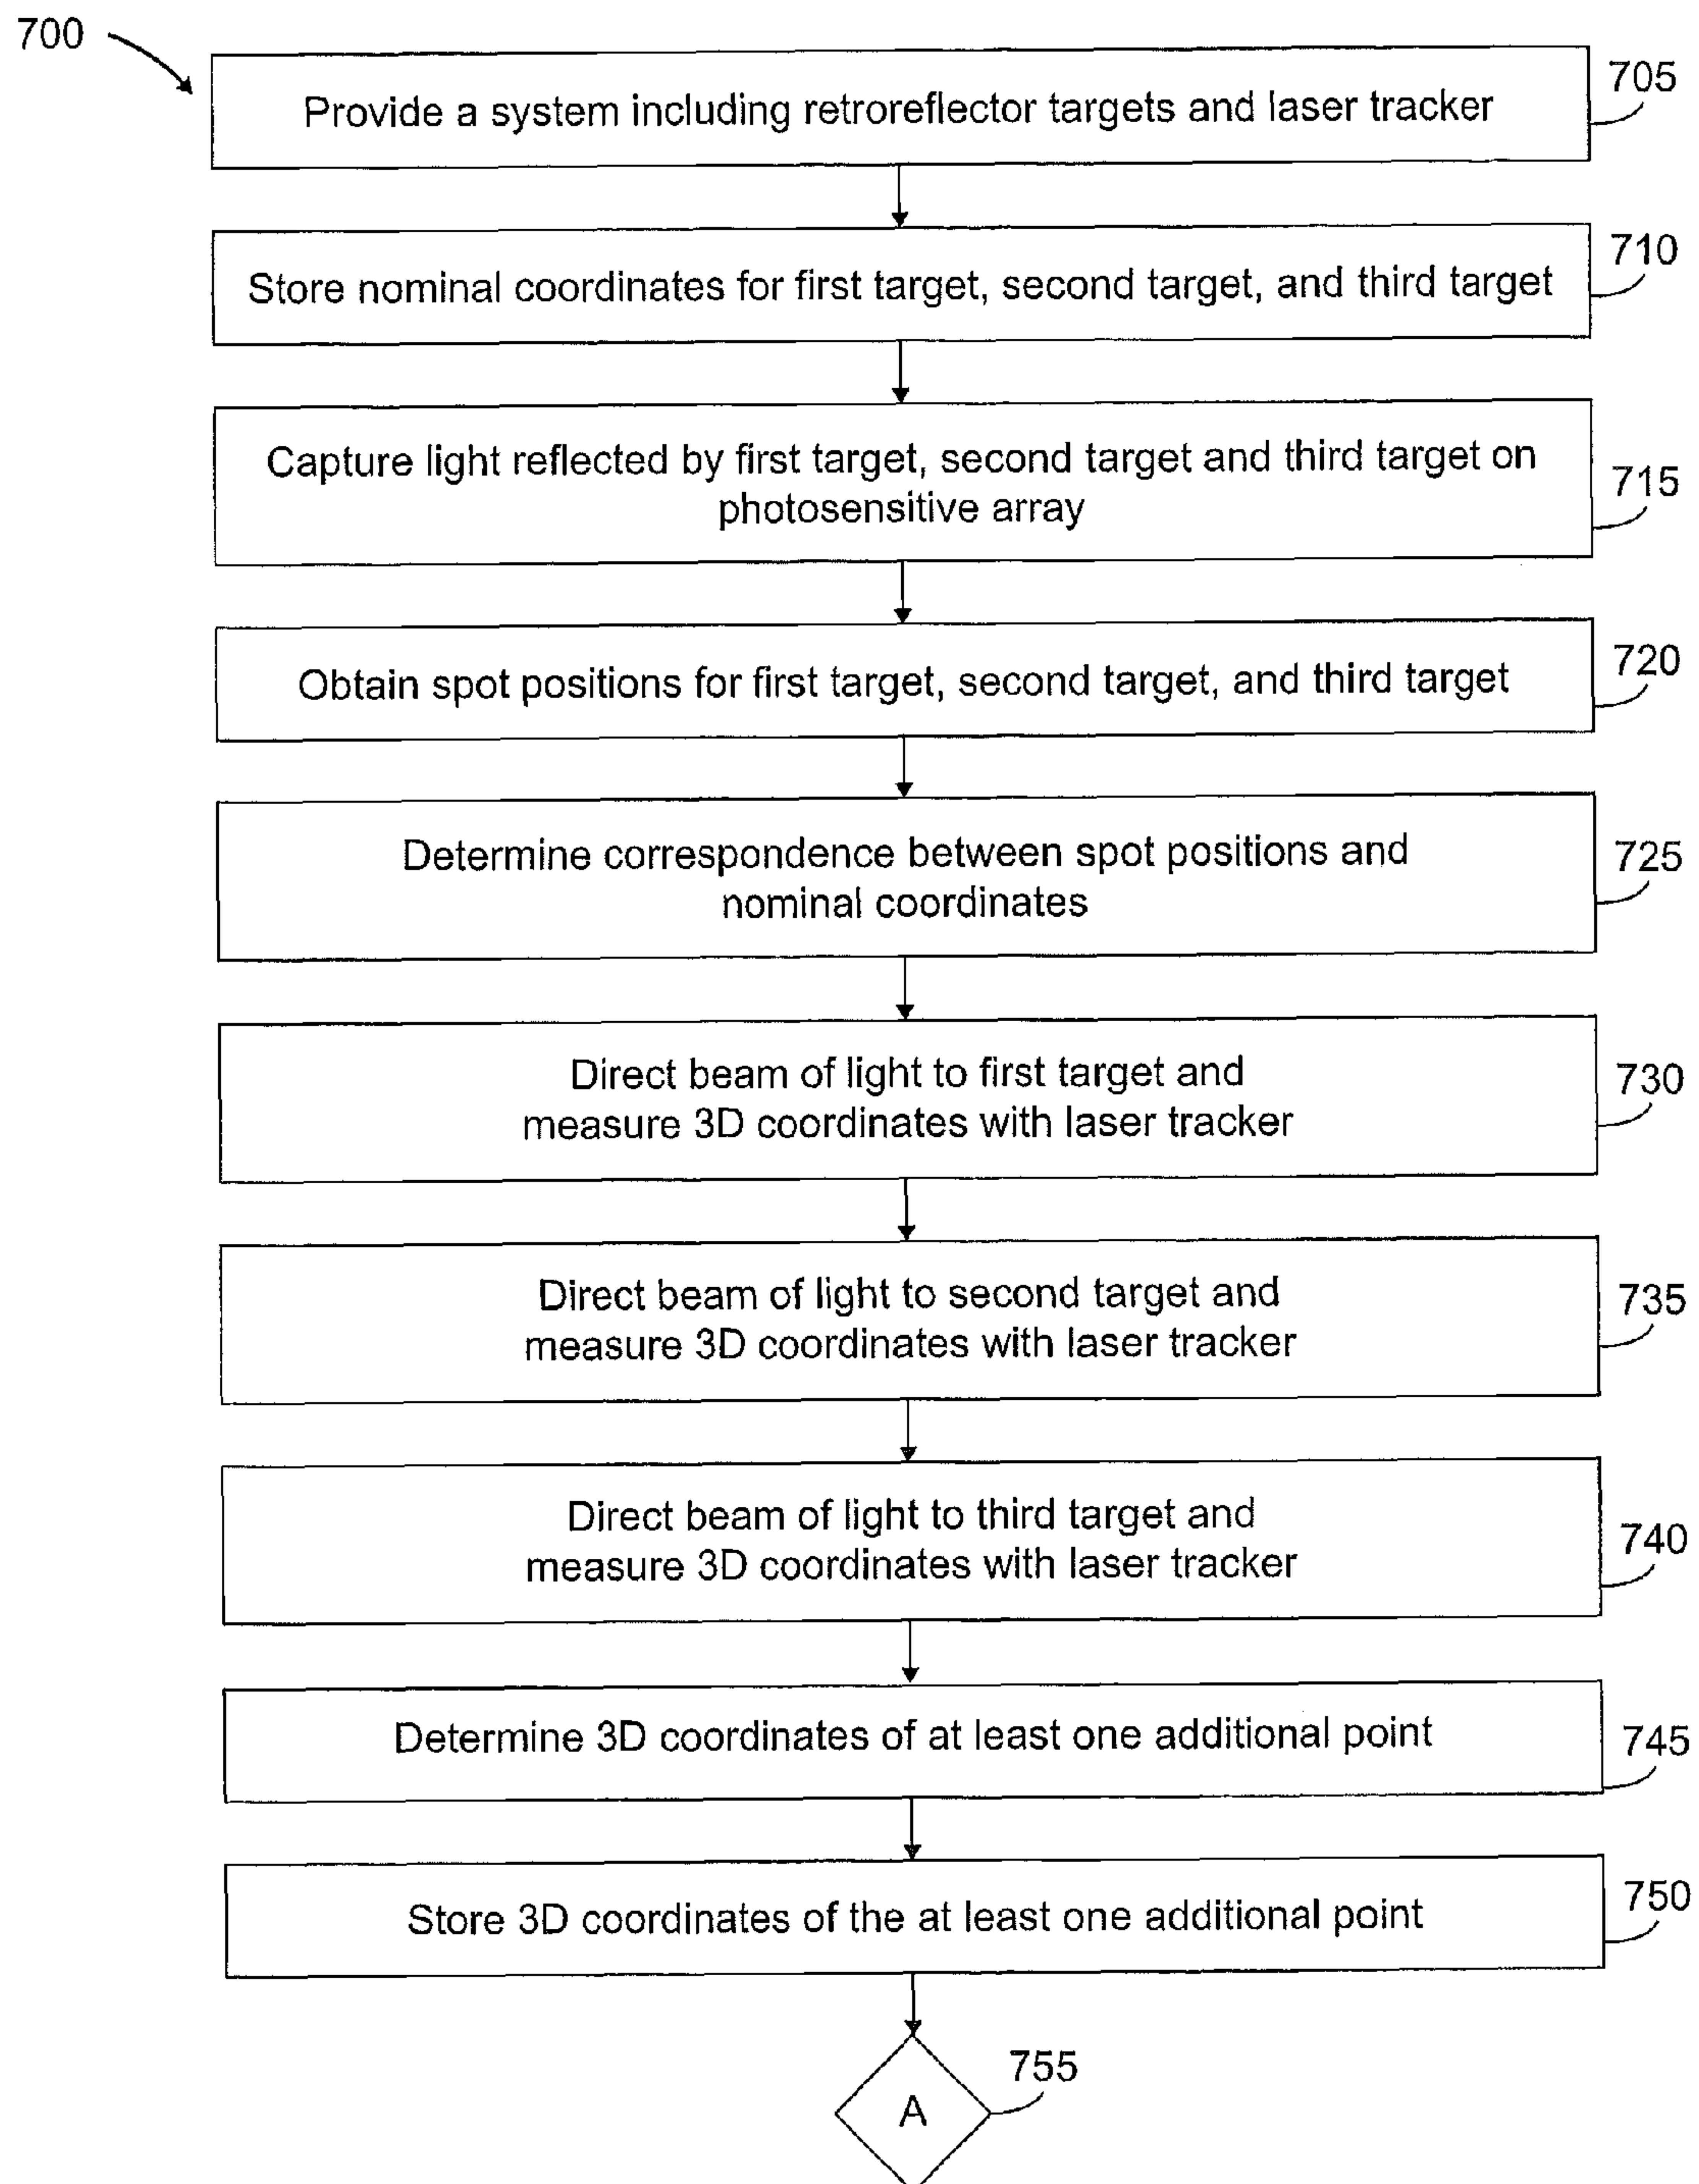 700
Provide a system including retroreflector targets and laser tracker
705
Store nominal coordinates for first target, second target, and third target
710
Capture light reflected by first target, second target and third target on
photosensitive array
715
Obtain spot positions for first target, second target, and third target
720
Determine correspondence between spot positions and
nominal coordinates
725
Direct beam of light to first target and
measure 3D coordinates with laser tracker
730
Direct beam of light to second target and
measure 3D coordinates with laser tracker
735
Direct beam of light to third target and
measure 3D coordinates with laser tracker
740
Determine 3D coordinates of at least one additional point
745
Store 3D coordinates of the at least one additional point
750
A
755